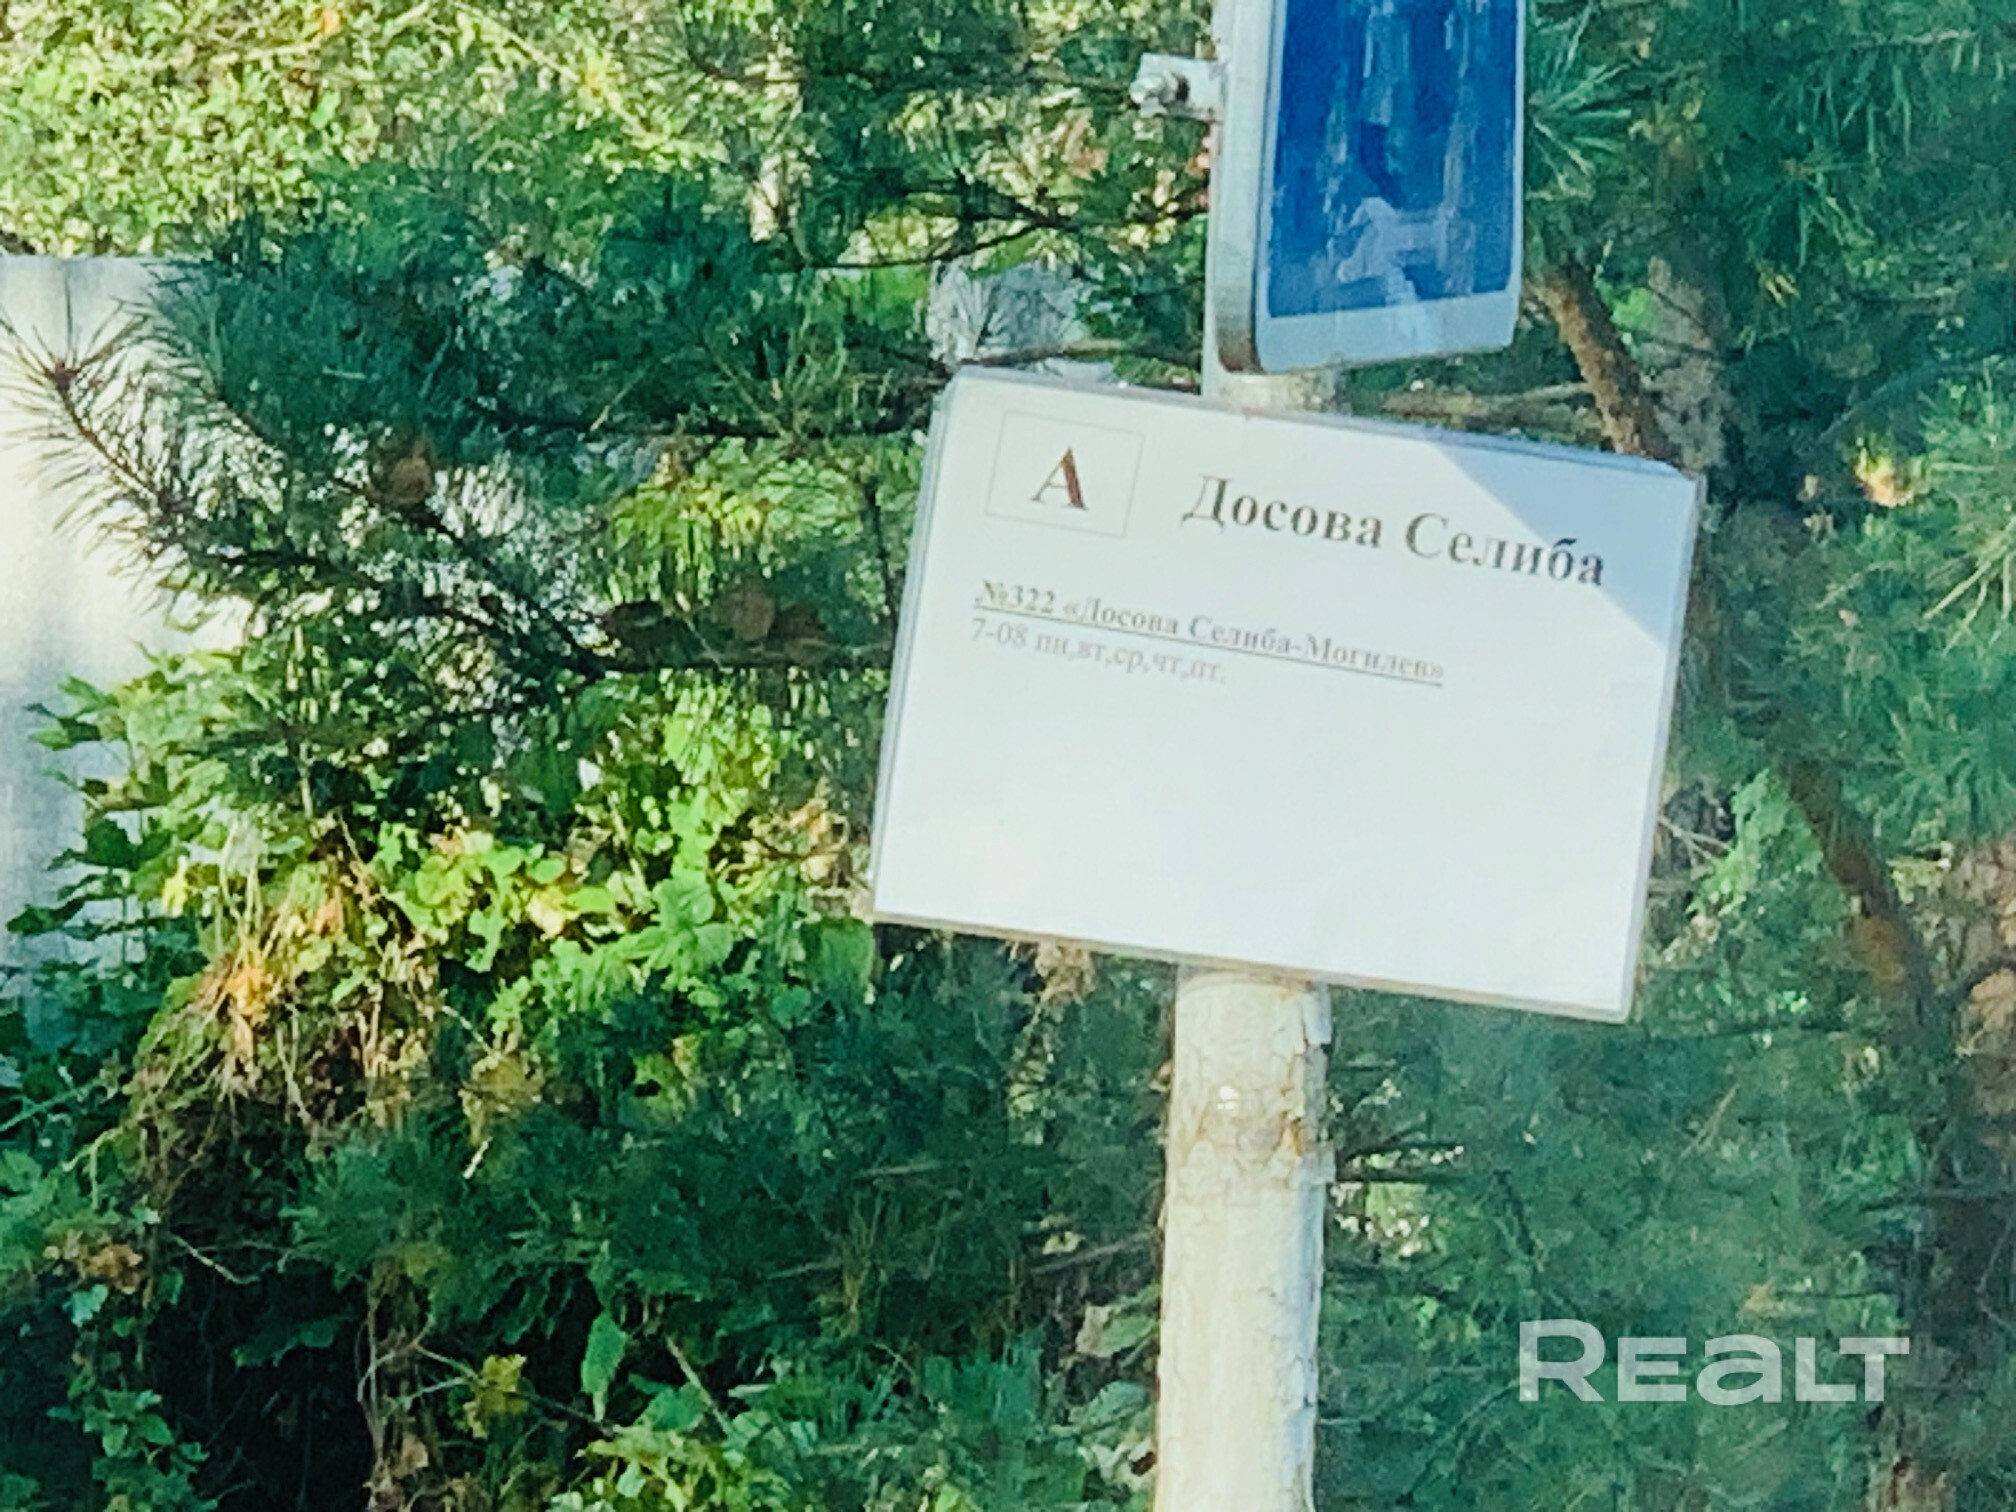 А
Досова Селиба
№322 «Досова Селиба-Могилев»
7-08 пн,вт,ср,чт,пт.
REALT